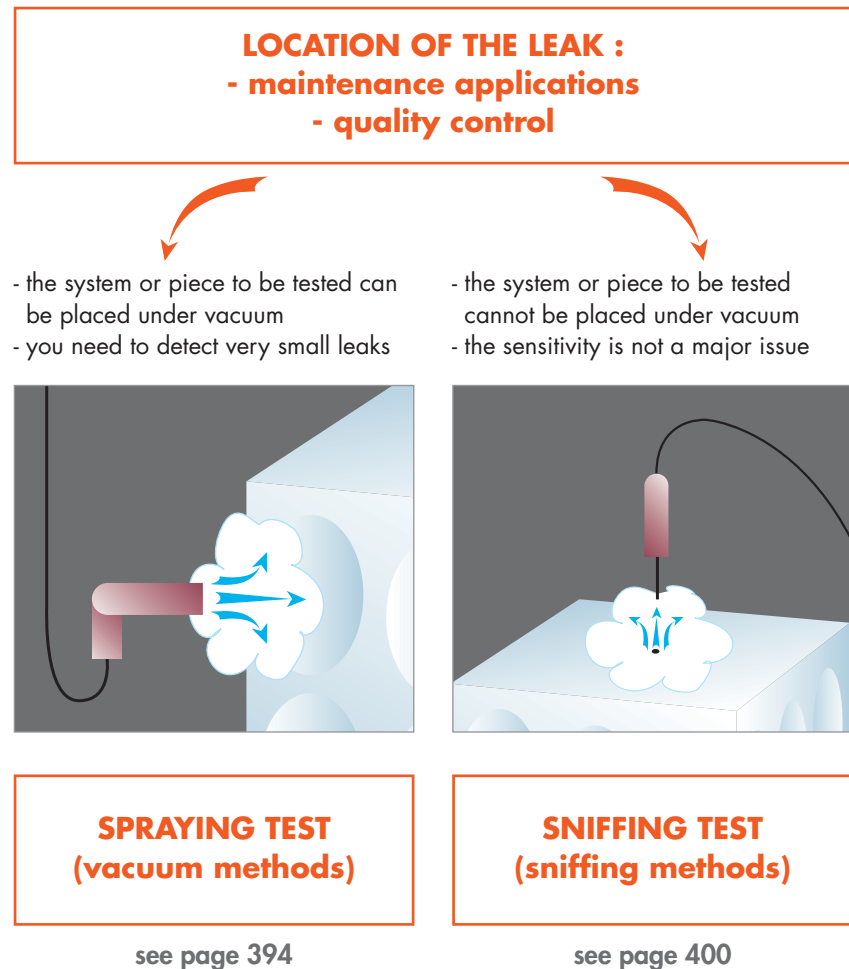 LOCATION OF THE LEAK :
- maintenance applications
- quality control
- the system or piece to be tested can
be placed under vacuum
- you need to detect very small leaks
- the system or piece to be tested
cannot be placed under vacuum
- the sensitivity is not a major issue
SPRAYING TEST
(vacuum methods)
SNIFFING TEST
(sniffing methods)
see page 394
see page 400